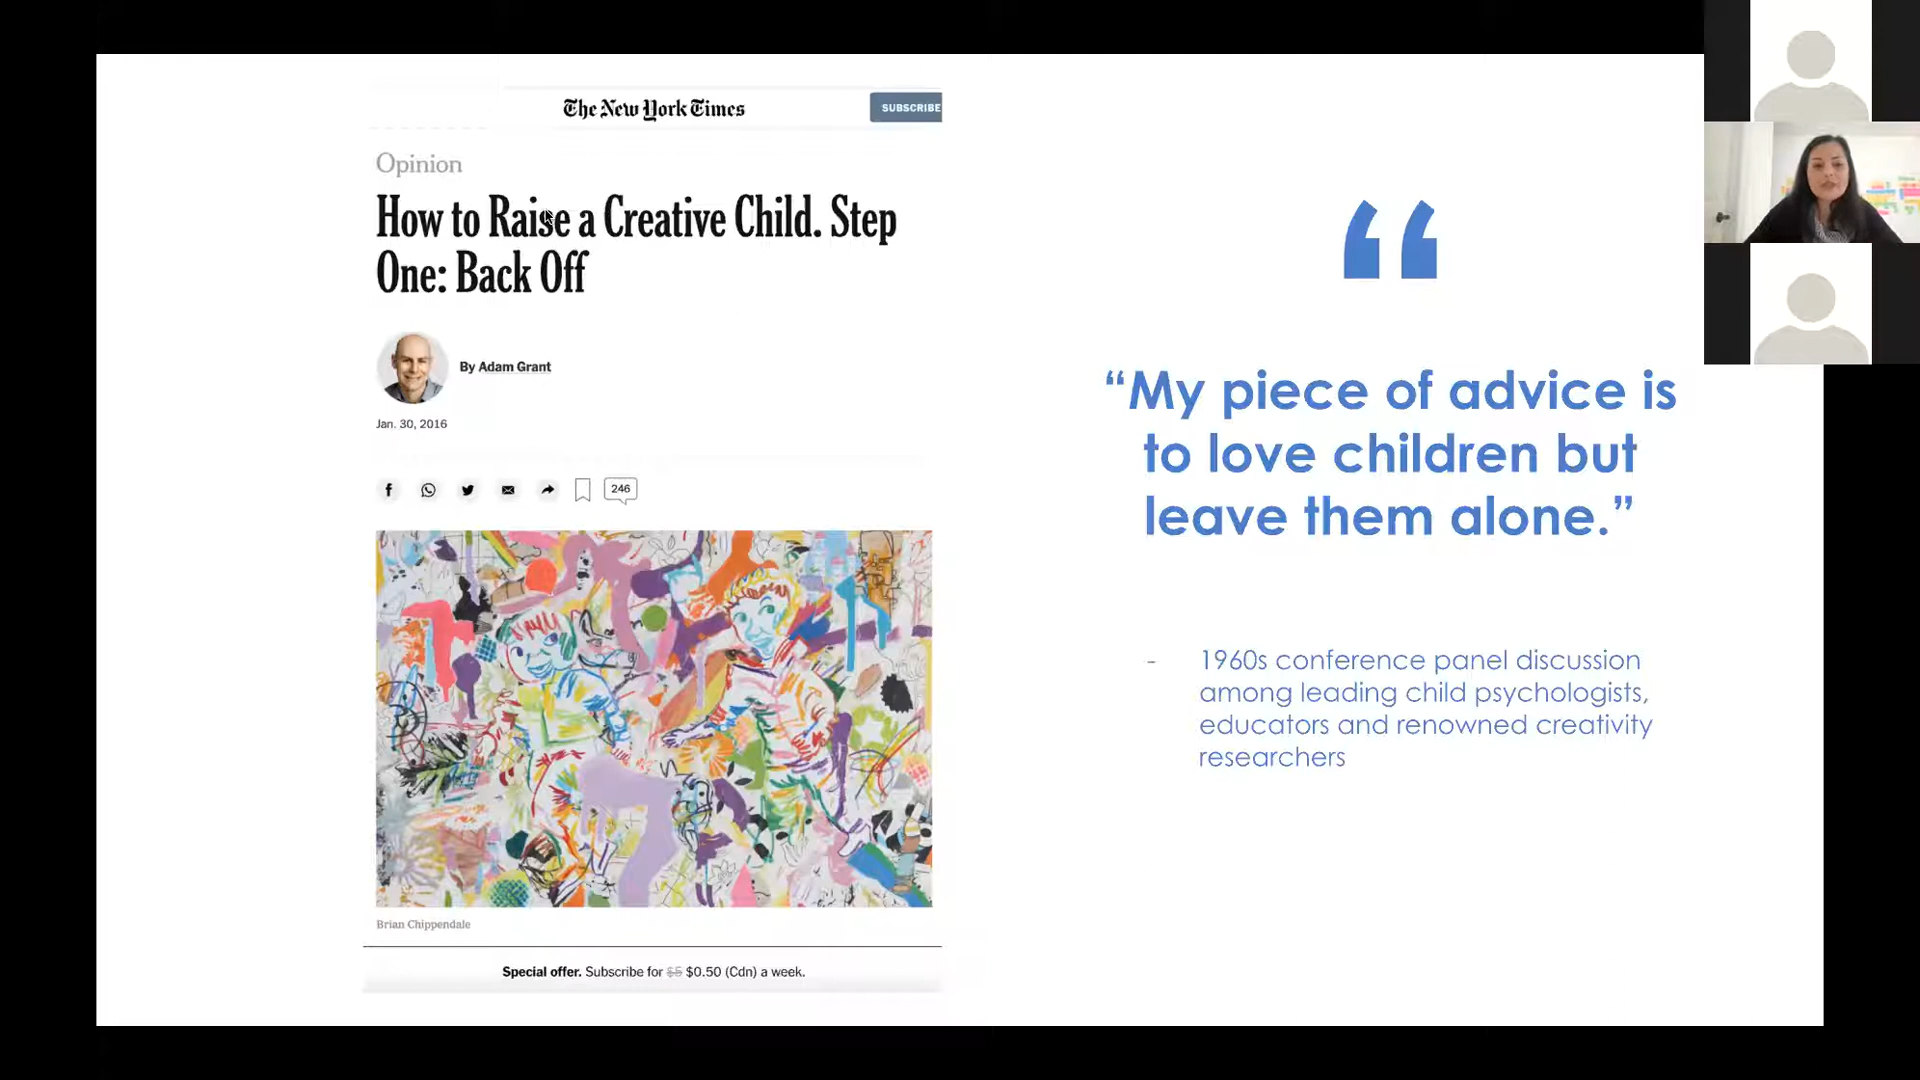 The New York Times
SUBSCRIBE
Opinion
How to Raise a Creative Child. Step
One: Back Off
By Adam Grant
Jan. 30, 2016
246
Brian Chippendale
Special offer. Subscribe for $5 $0.50 (Cdn) a week.
“
“My piece of advice is
to love children but
leave them alone.”
- 1960s conference panel discussion
among leading child psychologists,
educators and renowned creativity
researchers